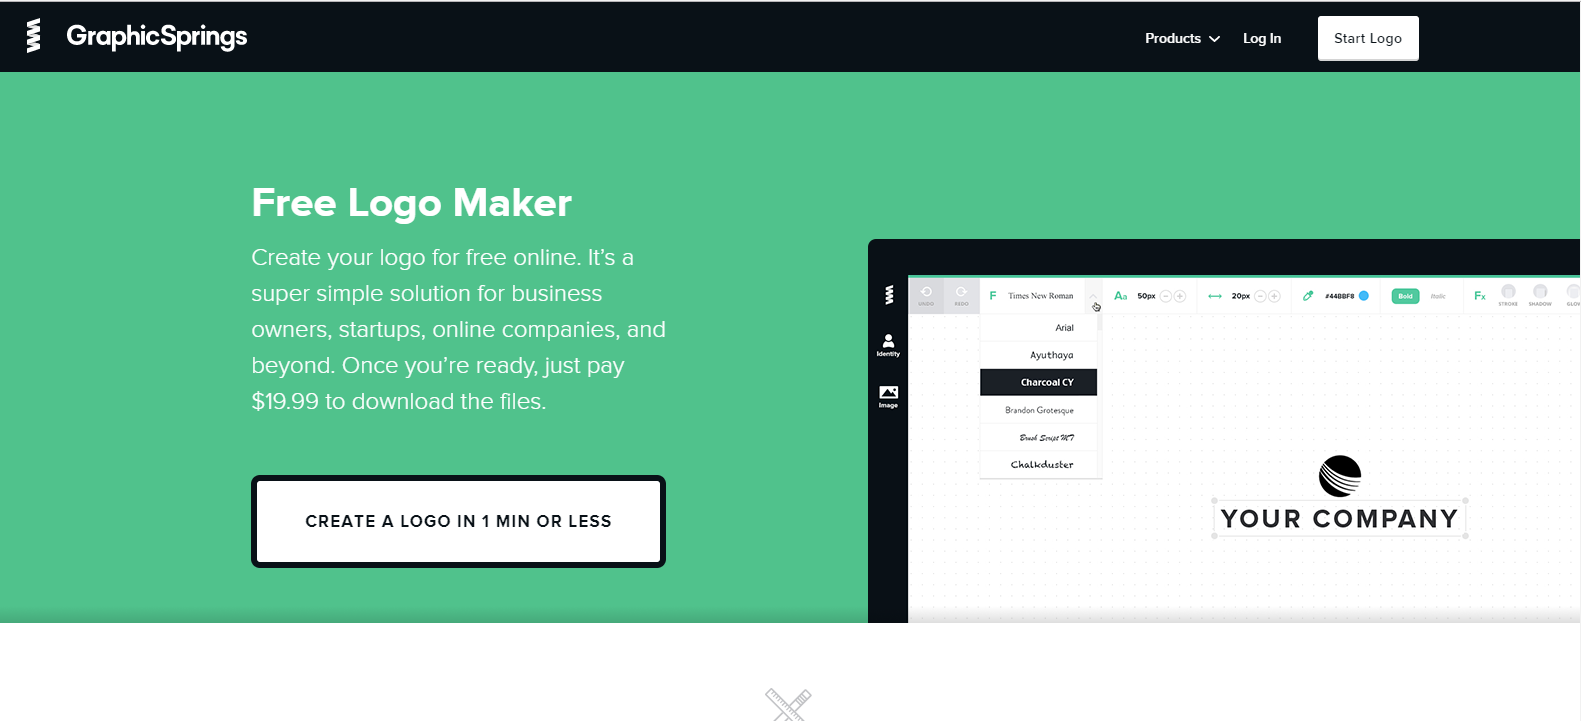 GraphicSprings
Products
Log In
Start Logo
Free Logo Maker
Create your logo for free online. It’s a
super simple solution for business
owners, startups, online companies, and
beyond. Once you’re ready, just pay
$19.99 to download the files.
CREATE A LOGO IN 1 MIN OR LESS
UNDO
REDO
F
Times New Roman
Aa
50px
20px
#44BBF8
Bold
Italic
Fx
STROKE
SHADOW
GLOW
Identity
Image
Arial
Ayuthaya
Charcoal CY
Brandon Grotesque
Brush Script MT
Chalkduster
YOUR COMPANY